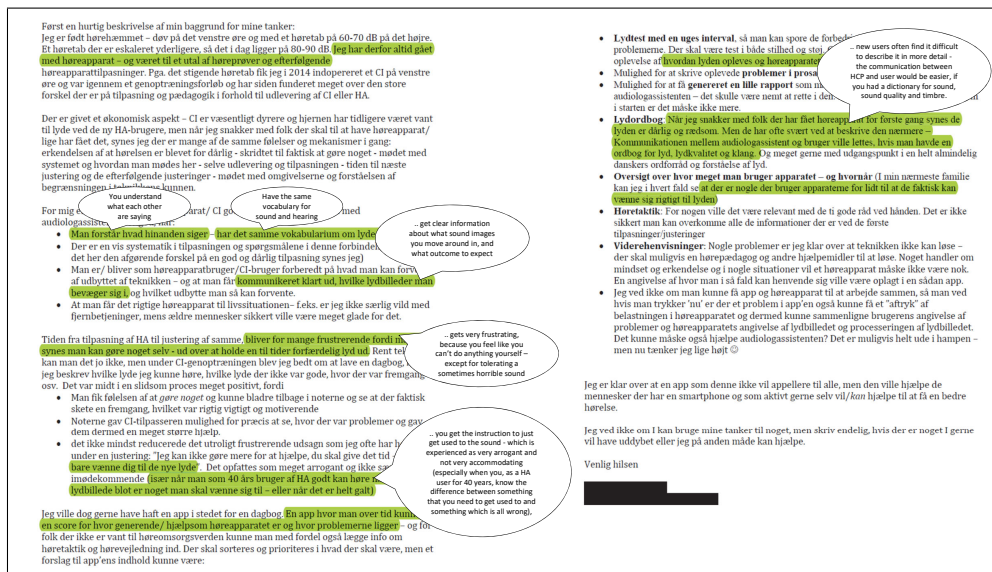 Først en hurtig beskrivelse af min baggrund for mine tanker:
Jeg er født hørehæmmet – døv på det venstre øre og med et høretab på 60-70 dB på det højre.
Et høretab der er eskaleret yderligere, så det i dag ligger på 80-90 dB. Jeg har derfor altid gået
med høreapparat – og været til et utal af høreprøver og efterfølgende
høreapparattilpasninger. Pga. det stigende høretab fik jeg i 2014 indopereret et CI på venstre
øre og var igennem et genoptræningsforløb og har siden funderet meget over den store
forskel der er på tilpasning og pædagogik i forhold til udlevering af CI eller HA.
Der er givet et økonomisk aspekt – CI er væsentligt dyrere og hjernen har tidligere været vant
til lyde ved de ny HA-brugere, men når jeg snakker med folk der skal til at have høreapparat/
lige har fået det, synes jeg der er mange af de samme følelser og mekanismer i gang:
erkendelsen af at hørelsen er blevet for dårlig - skridtet til faktisk at gøre noget - mødet med
systemet og hvordan man mødes her - selve udlevering og tilpasningen - tiden til næste
justering og de efterfølgende justeringer - mødet med omgivelserne og forståelsen af
begrænsningen i kunnen.
You understand
what each other
are saying
Have the same
vocabulary for
sound and hearing
For mig e arat/ CI go med
audiologassiste
Man forstår hvad hinanden siger – har det samme vokabularium om lyde
Der er en vis systematik i tilpasningen og spørgsmålene i denne forbindel
det her den afgørende forskel på en god og dårlig tilpasning synes jeg)
Man er/ bliver som høreapparatbruger/CI-bruger forberedt på hvad man kan forv
af udbyttet af teknikken – og at man får kommunikeret klart ud, hvilke lydbilleder man
bevæger sig i, og hvilket udbytte man så kan forvente.
At man får det rigtige høreapparat til livssituationen– f.eks. er jeg ikke særlig vild med
fjernbetjeninger, mens ældre mennesker sikkert ville være meget glade for det.
.. get clear information
about what sound images
you move around in, and
what outcome to expect
Tiden fra tilpasning af HA til justering af samme, bliver for mange frustrerende fordi m
synes man kan gøre noget selv - ud over at holde en til tider forfærdelig lyd ud. Rent te
kan man det jo ikke, men under CI-genoptræningen blev jeg bedt om at lave en dagbog,
jeg beskrev hvilke lyde jeg kunne høre, hvilke lyde der ikke var gode, hvor der var fremgang
osv. Det var midt i en slidsom proces meget positivt, fordi
.. gets very frustrating,
because you feel like you
can't do anything yourself –
except for tolerating a
sometimes horrible sound
Man fik følelsen af at gøre noget og kunne bladre tilbage i noterne og se at der faktisk
skete en fremgang, hvilket var rigtig vigtigt og motiverende
Noterne gav CI-tilpasseren mulighed for præcis at se, hvor der var problemer og gav
dem dermed en meget større hjælp.
det ikke mindst reducerede det utroligt frustrerende udsagn som jeg ofte har h
under en justering: "Jeg kan ikke gøre mere for at hjælpe, du skal give det tid –
bare vænne dig til de nye lyde". Det opfattes som meget arrogant og ikke sæ
imødekommende (især når man som 40 års bruger af HA godt kan høre
lydbillede blot er noget man skal vænne sig til – eller når det er helt galt)
.. you get the instruction to just
get used to the sound - which is
experienced as very arrogant and
not very accommodating
(especially when you, as a HA
user for 40 years, know the
difference between something
that you need to get used to and
something which is all wrong),
Jeg ville dog gerne have haft en app i stedet for en dagbog. En app hvor man over tid kun
en score for hvor generende/ hjælpsom høreapparatet er og hvor problemerne ligger – og for
folk der ikke er vant til høreomsorgsverden kunne man med fordel også lægge info om
høretaktik og hørevejledning ind. Der skal sorteres og prioriteres i hvad der skal være, men et
forslag til app'ens indhold kunne være:
Lydtest med en uges interval, så man kan spore de forbed
problemerne. Der skal være test i både stilhed og støj.
oplevelse af hvordan lyden opleves og høreapparatet
Mulighed for at skrive oplevede problemer i prosa
Mulighed for at få genereret en lille rapport som m
audiologassistenten – det skulle være nemt at rette i den.
i starten er det måske ikke mere.
.. new users often find it difficult
to describe it in more detail -
the communication between
HCP and user would be easier, if
you had a dictionary for sound,
sound quality and timbre.
Lydordbog: Når jeg snakker med folk der har fået høreapparat for første gang synes de
lyden er dårlig og rædsom. Men de har ofte svært ved at beskrive den nærmere –
Kommunikationen mellem audiologassistent og bruger ville lettes, hvis man havde en
ordbog for lyd, lydkvalitet og klang. Og meget gerne med udgangspunkt i en helt almindelig
danskers ordforråd og forståelse af lyd.
Oversigt over hvor meget man bruger apparatet – og hvornår (I min nærmeste familie
kan jeg i hvert fald se at der er nogle der bruger apparaterne for lidt til at de faktisk kan
vænne sig rigtigt til lyden)
Høretaktik: For nogen ville det være relevant med de ti gode råd ved hånden. Det er ikke
sikkert man kan overkomme alle de informationer der er ved de første
tilpasninger/justeringer
Viderehenvisninger: Nogle problemer er jeg klar over at teknikken ikke kan løse –
der skal muligvis en hørepædagog og andre hjælpemidler til at løse. Noget handler om
mindset og erkendelse og i nogle situationer vil et høreapparat måske ikke være nok.
En angivelse af hvor man i så fald kan henvende sig ville være oplagt i en sådan app.
Jeg ved ikke om man kunne få app og høreapparat til at arbejde sammen, så man ved
hvis man trykker 'nu' er der et problem i app'en også kunne få et "aftryk" af
belastningen i høreapparatet og dermed kunne sammenligne brugerens angivelse af
problemer og høreapparatets angivelse af lydbilledet og processeringen af lydbilledet.
Det kunne måske også hjælpe audiologassistenten? Det er muligvis helt ude i hampen –
men nu tænker jeg lige højt ☺
Jeg er klar over at en app som denne ikke vil appellere til alle, men den ville hjælpe de
mennesker der har en smartphone og som aktivt gerne selv vil/kan hjælpe til at få en bedre
hørelse.
Jeg ved ikke om I kan bruge mine tanker til noget, men skriv endelig, hvis der er noget I gerne
vil have uddybet eller jeg på anden måde kan hjælpe.
Venlig hilsen